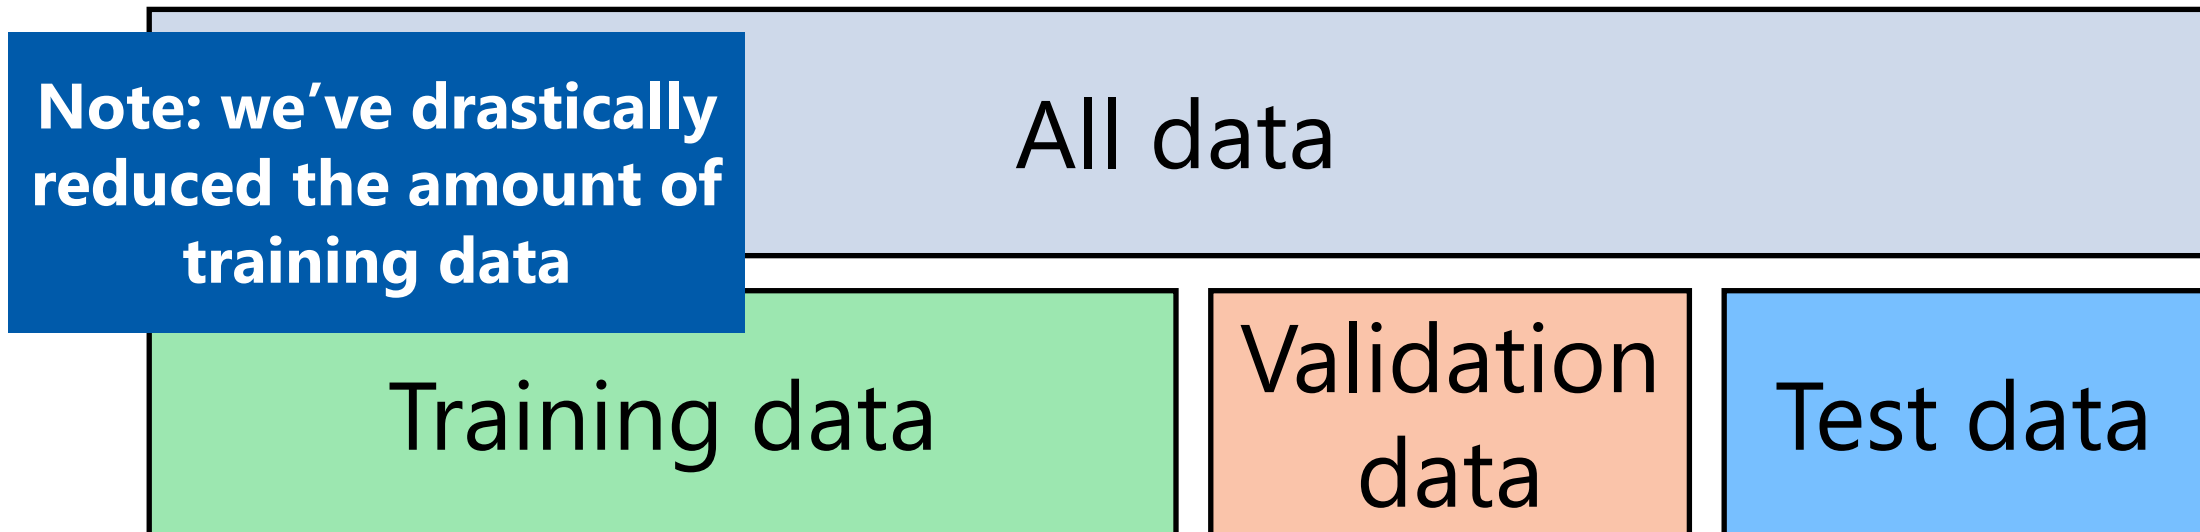 Note: we’ve drastically
reduced the amount of
training data
All data
Training data
Validation
data
Test data